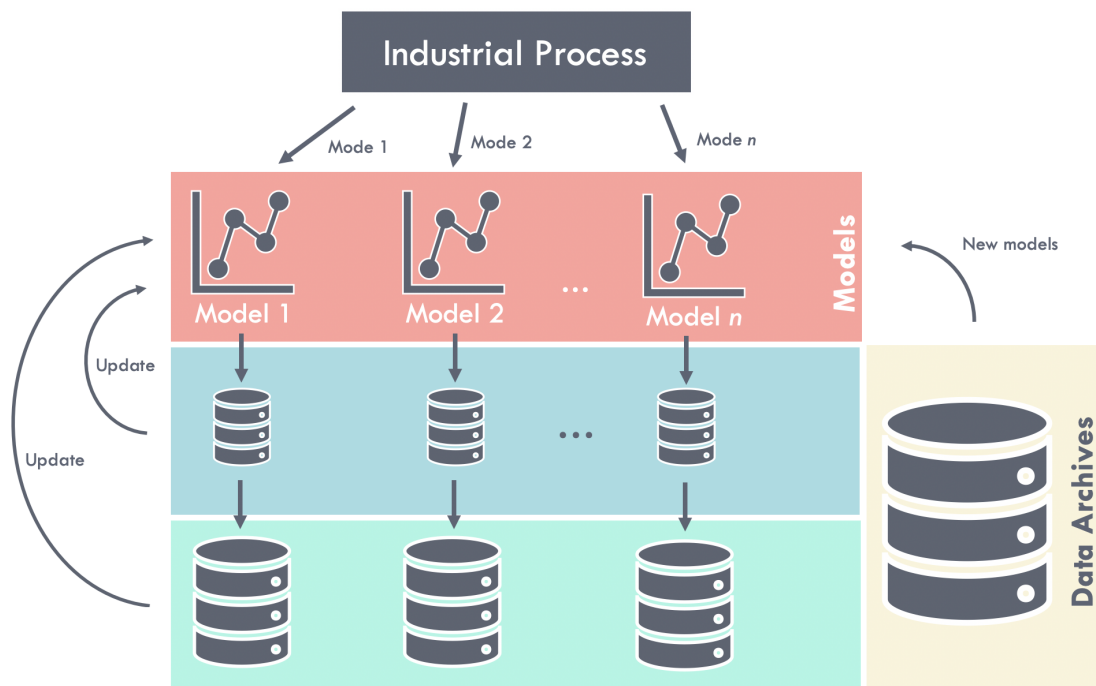 Industrial Process
Mode 1
Mode 2
Mode n
Models
New models
...
Model 1
Model 2
Model n
Update
...
Update
Data Archives